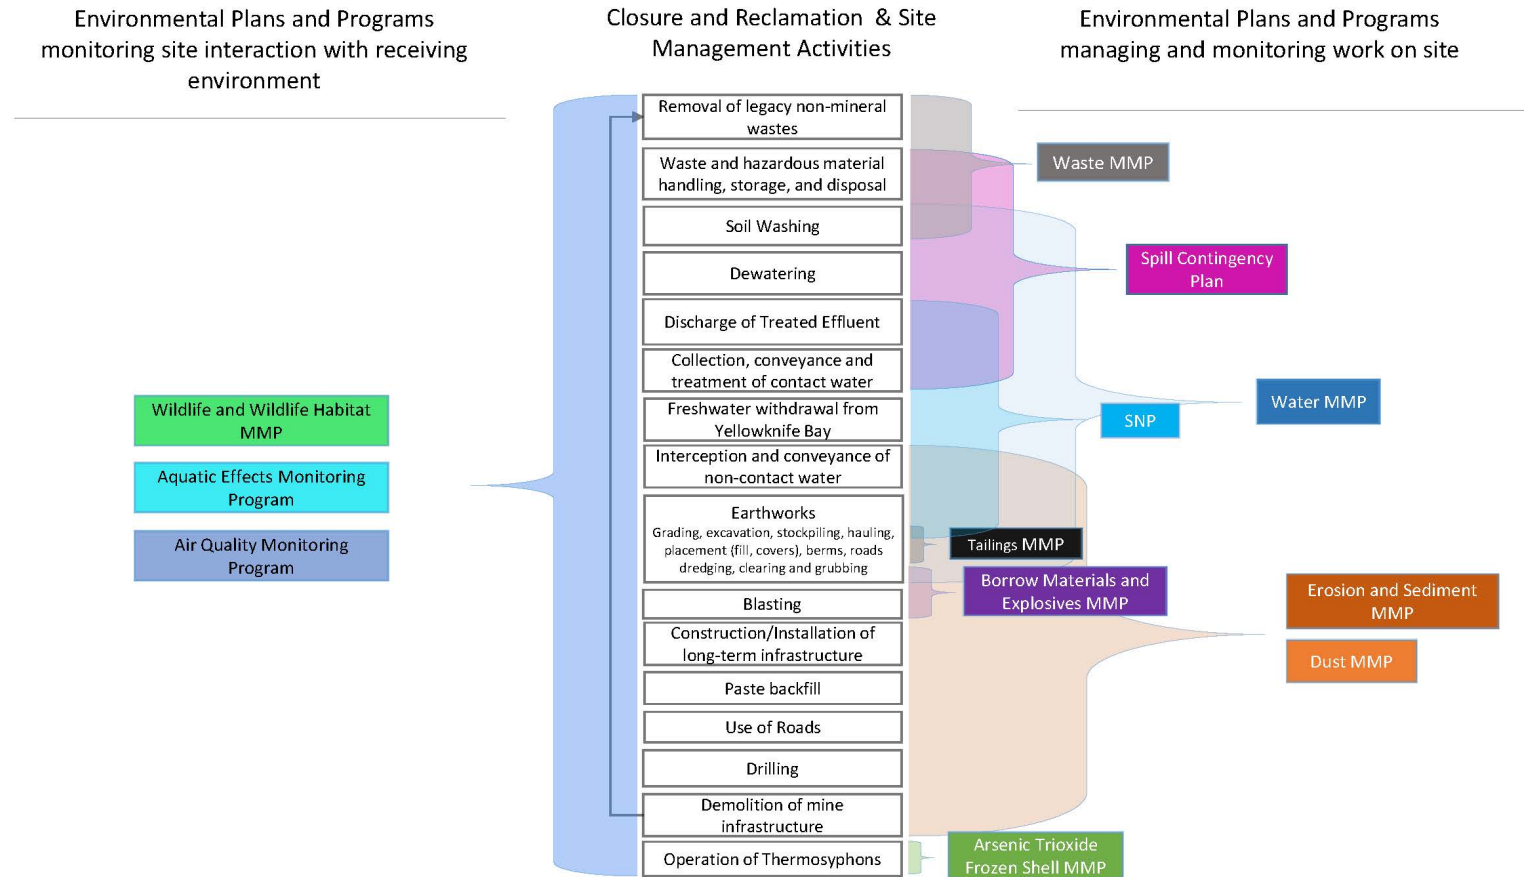 Environmental Plans and Programs
monitoring site interaction with receiving
environment
Closure and Reclamation & Site
Management Activities
Environmental Plans and Programs
managing and monitoring work on site
Removal of legacy non-mineral
wastes
Waste and hazardous material
handling, storage, and disposal
Soil Washing
Dewatering
Discharge of Treated Effluent
Collection, conveyance and
treatment of contact water
Freshwater withdrawal from
Yellowknife Bay
Interception and conveyance of
non-contact water
Earthworks
Grading, excavation, stockpiling, hauling,
placement (fill, covers), berms, roads
dredging, clearing and grubbing
Blasting
Construction/Installation of
long-term infrastructure
Paste backfill
Use of Roads
Drilling
Demolition of mine
infrastructure
Operation of Thermosyphons
Wildlife and Wildlife Habitat
MMP
Aquatic Effects Monitoring
Program
Air Quality Monitoring
Program
Waste MMP
Spill Contingency
Plan
Water MMP
SNP
Tailings MMP
Borrow Materials and
Explosives MMP
Erosion and Sediment
MMP
Dust MMP
Arsenic Trioxide
Frozen Shell MMP